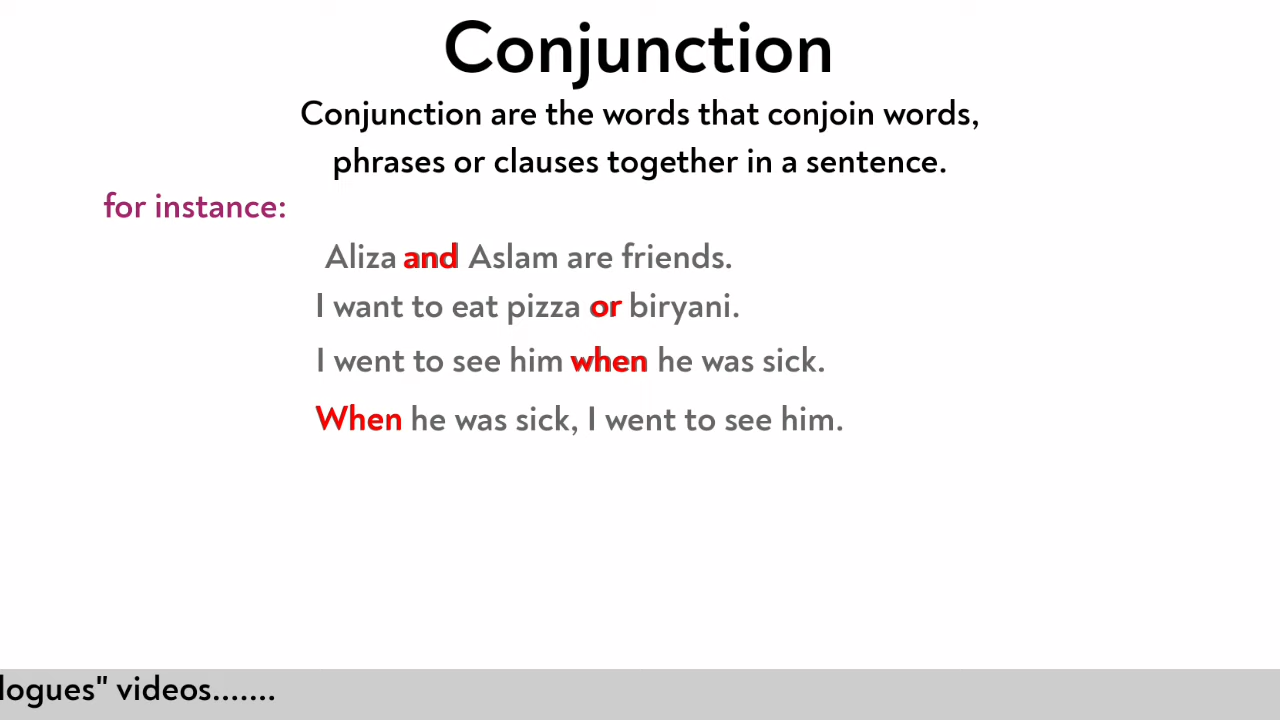 Conjunction
Conjunction are the words that conjoin words,
phrases or clauses together in a sentence.
for instance:
Aliza and Aslam are friends.
I want to eat pizza or biryani.
I went to see him when he was sick.
When he was sick, I went to see him.
logues" videos.......